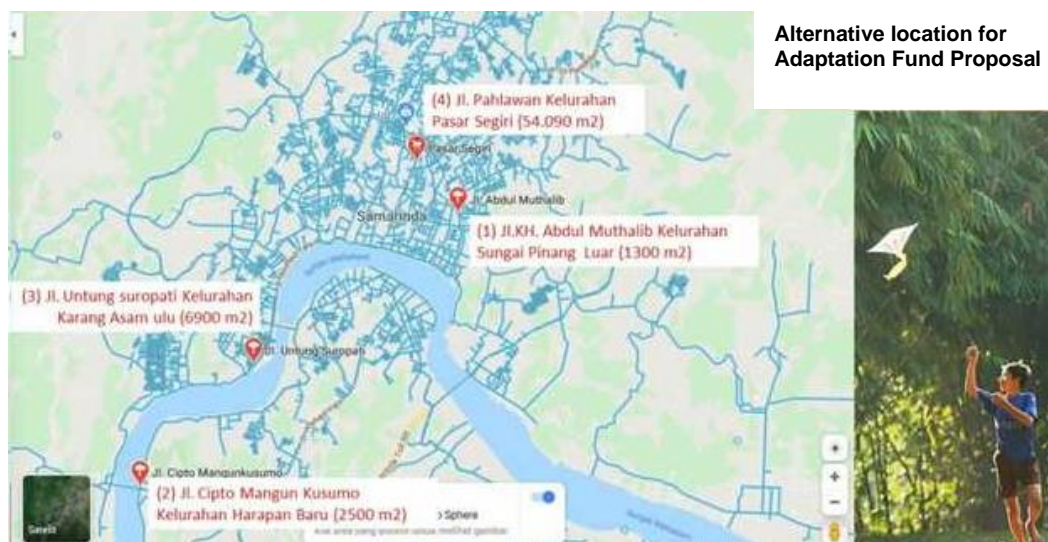 Alternative location for
Adaptation Fund Proposal
(4) Jl. Pahlawan Kelurahan
Pasar Segiri (54.090 m2)
Pasar Segiri
Jl. Abdul Muthalib
Samarinda
(1) Jl.KH. Abdul Muthalib Kelurahan
Sungai Pinang Luar (1300 m2)
(3) Jl. Untung suropati Kelurahan
Karang Asam ulu (6900 m2)
Jl. Untung Suropati
Jl. Cipto Mangunkusumo
(2) Jl. Cipto Mangun Kusumo
Kelurahan Harapan Baru (2500 m2)
> Sphere